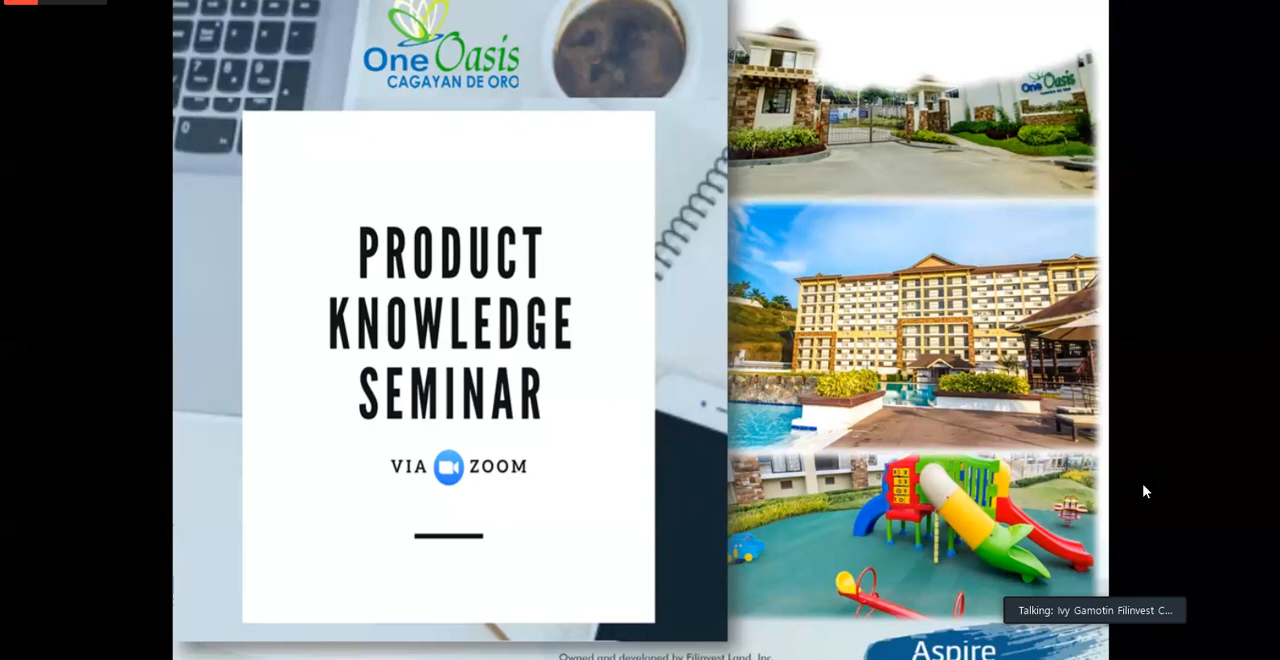 One Oasis
CAGAYAN DE ORO
PRODUCT
KNOWLEDGE
SEMINAR
VIA ZOOM
One Oasis
Talking: Ivy Gamotin Filinvest C...
Aspire
Owned and developed by Filinvest Land, Inc.